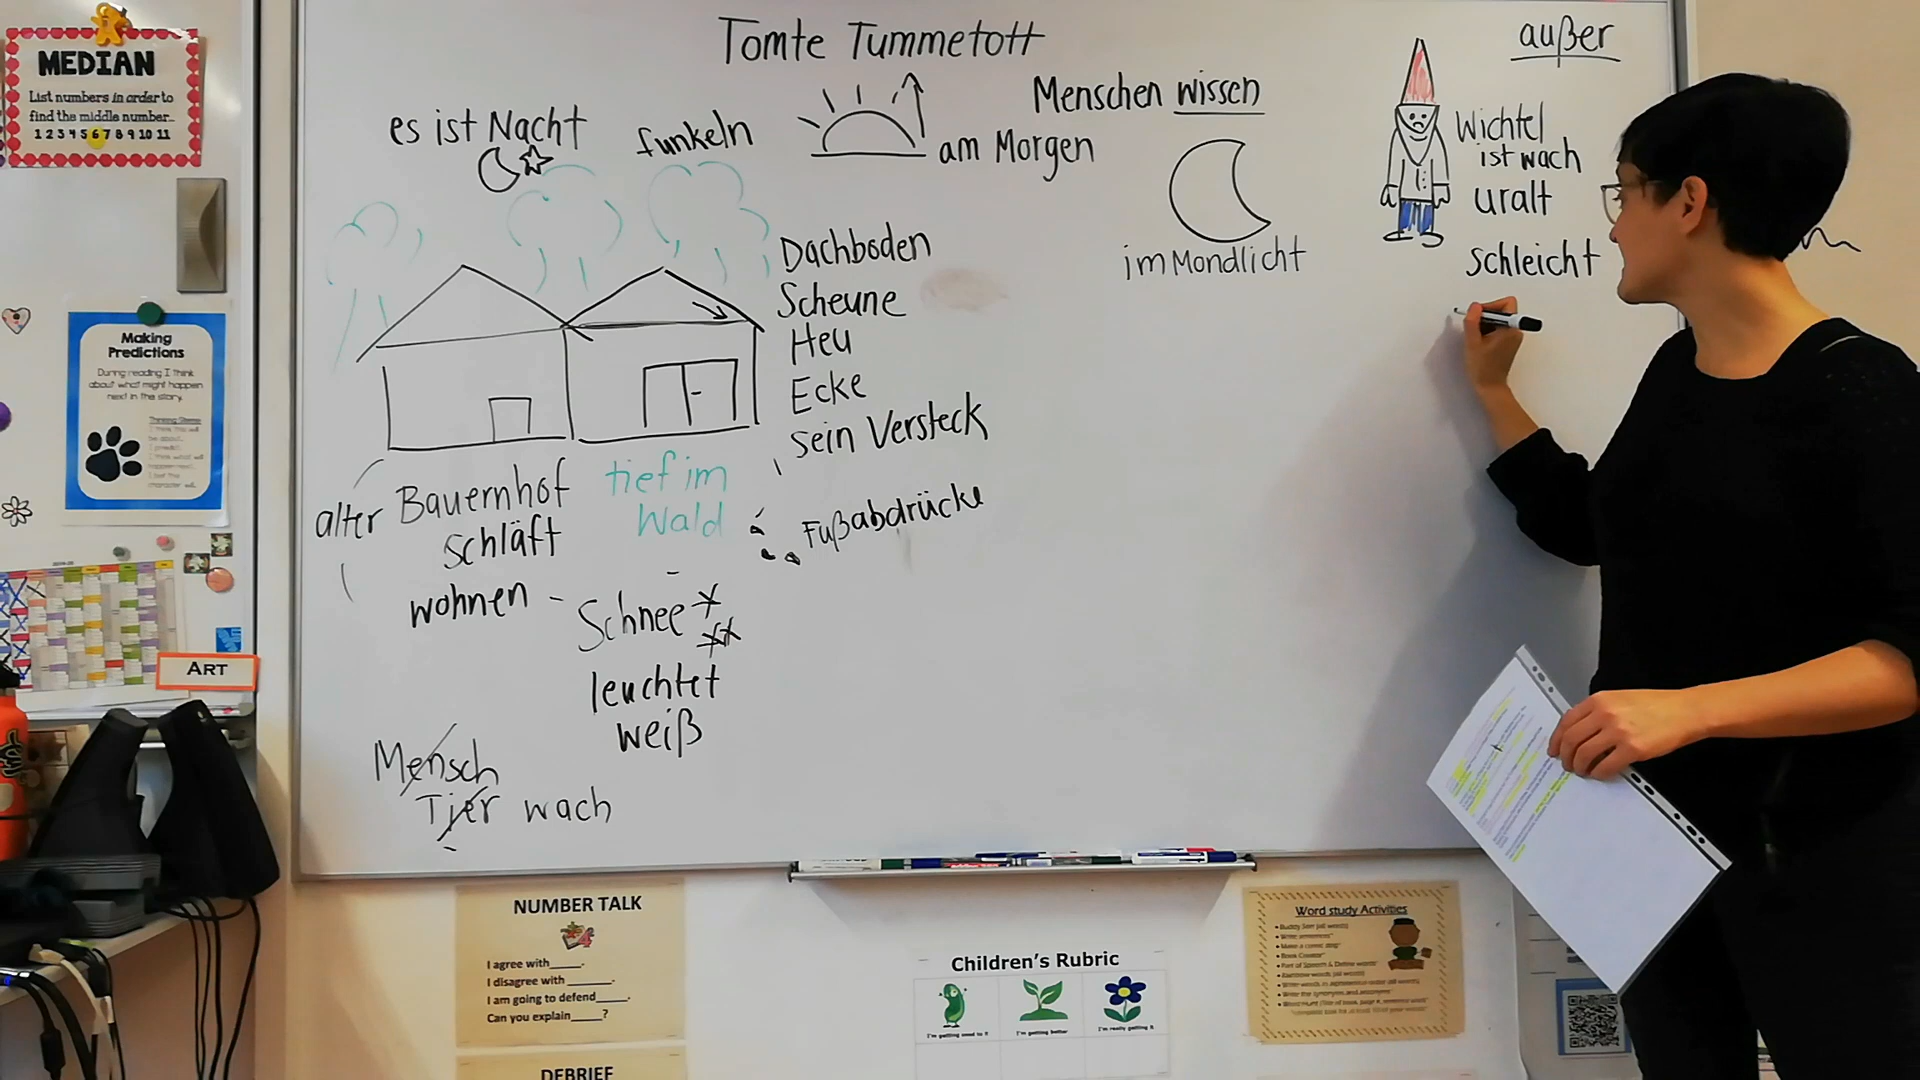 MEDIAN
List numbers in order to
find the middle number...
1 2 3 4 5 6 7 8 9 10 11
Making
Predictions
During reading I think
about what might happen
next in the story.
Thinking Stems:
ART
Tomte Tummetott
außer
es ist Nacht
funkeln
am Morgen
Menschen wissen
im Mondlicht
Wichtel
ist wach
uralt
schleicht
Dachboden
Scheune
Heu
Ecke
sein Versteck
Fußabdrücke
alter Bauernhof
schläft
wohnen
tief im
Wald
Schnee
leuchtet
weiß
Mensch
Tier wach
NUMBER TALK
I agree with_____.
I disagree with ______.
I am going to defend_____.
Can you explain_____?
DEBRIEF
Children's Rubric
I'm getting used to it
I'm getting better
I'm really getting it
Word study Activities